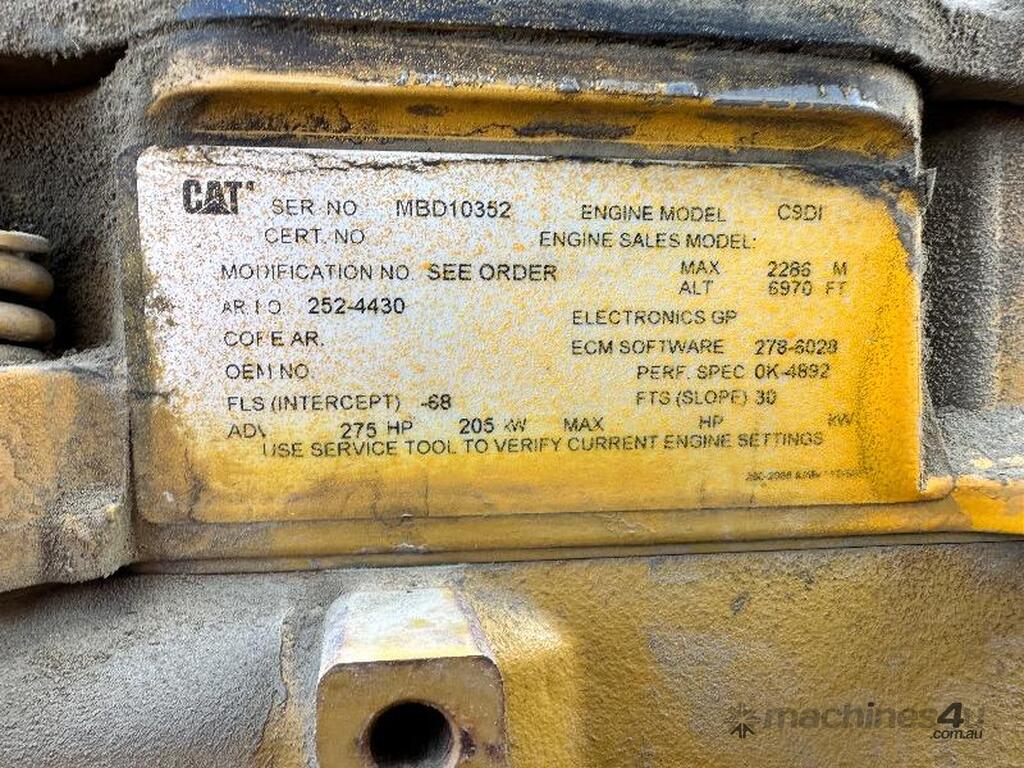 CAT SER NO MBD10352 ENGINE MODEL C9DI
CERT. NO ENGINE SALES MODEL:
MODIFICATION NO. SEE ORDER MAX 2286 M
ALT 6970 FT
252-4430
ELECTRONICS GP
AR.
ECM SOFTWARE 278-6028
OEM NO. PERF. SPEC 0K-4892
FLS (INTERCEPT) -68 FTS (SLOPE) 30
275 HP 205 kW MAX HP kW
USE SERVICE TOOL TO VERIFY CURRENT ENGINE SETTINGS
machines4u
.com.au